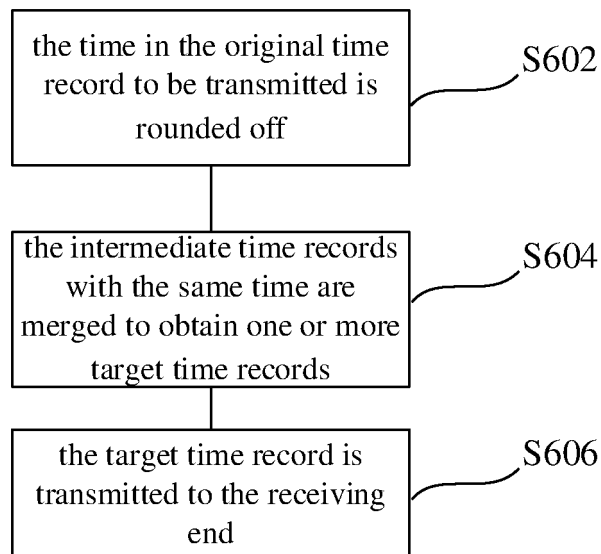 the time in the original time
record to be transmitted is
rounded off
S602
the intermediate time records
with the same time are
merged to obtain one or more
target time records
S604
the target time record is
transmitted to the receiving
end
S606